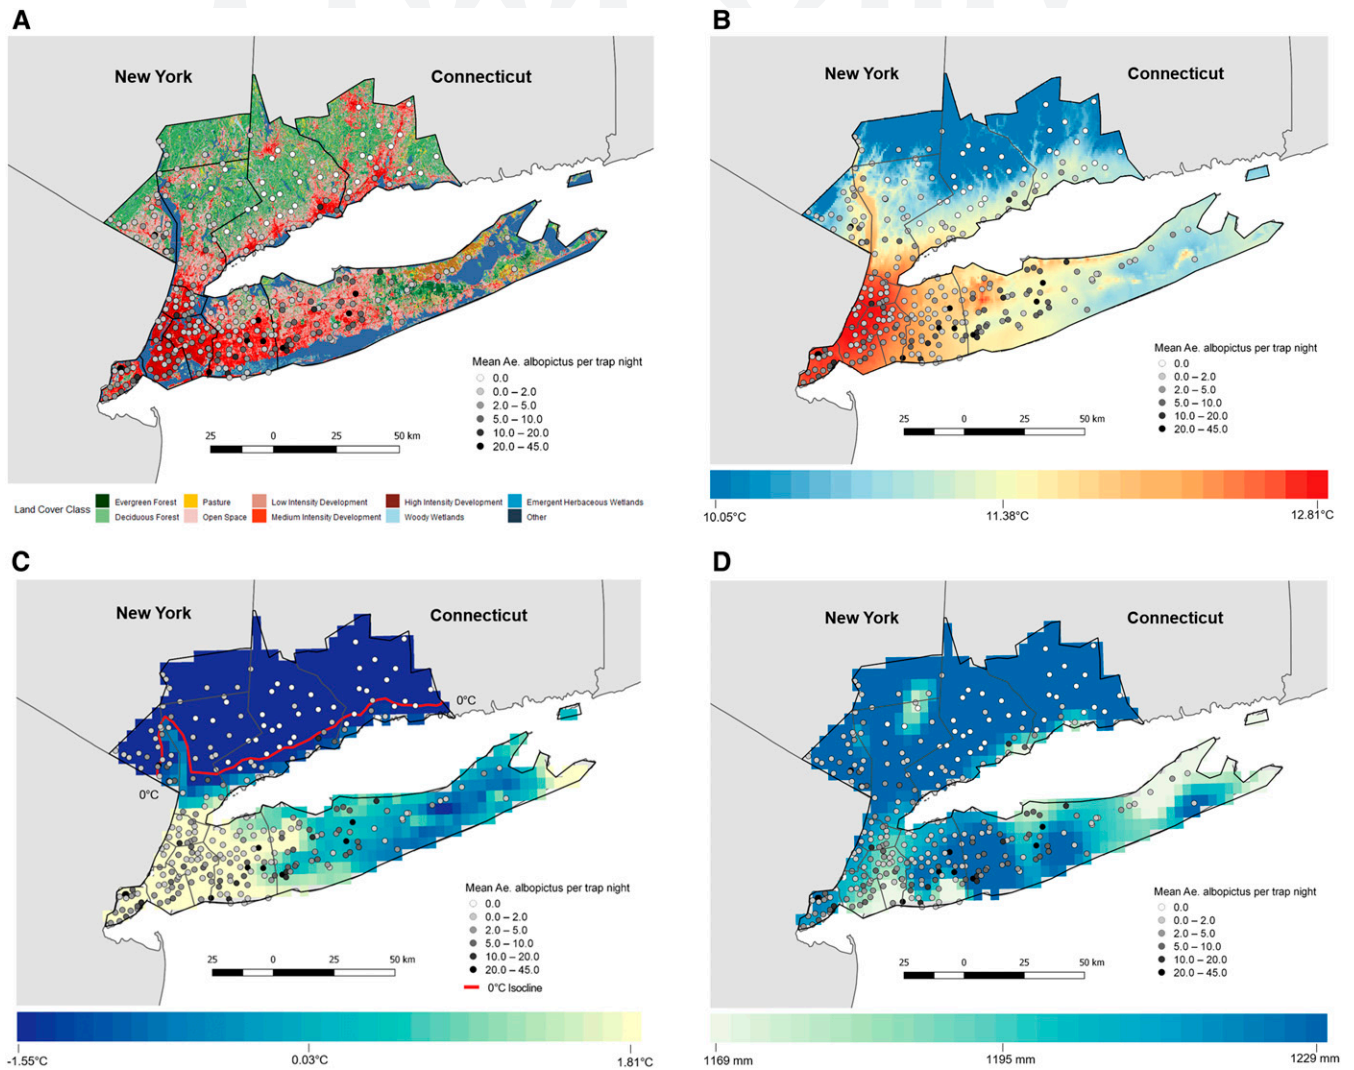 A
New York
Connecticut
Mean Ae. albopictus per trap night
0.0
0.0 – 2.0
2.0 – 5.0
5.0 – 10.0
10.0 – 20.0
20.0 – 45.0
25 0 25 50 km
Land Cover Class
Evergreen Forest
Pasture
Low Intensity Development
High Intensity Development
Emergent Herbaceous Wetlands
Deciduous Forest
Open Space
Medium Intensity Development
Woody Wetlands
Other
B
New York
Connecticut
Mean Ae. albopictus per trap night
0.0
0.0 – 2.0
2.0 – 5.0
5.0 – 10.0
10.0 – 20.0
20.0 – 45.0
25 0 25 50 km
10.05°C
11.38°C
12.81°C
C
New York
Connecticut
0°C
0°C
Mean Ae. albopictus per trap night
0.0
0.0 – 2.0
2.0 – 5.0
5.0 – 10.0
10.0 – 20.0
20.0 – 45.0
0°C Isocline
25 0 25 50 km
-1.55°C
0.03°C
1.81°C
D
New York
Connecticut
Mean Ae. albopictus per trap night
0.0
0.0 – 2.0
2.0 – 5.0
5.0 – 10.0
10.0 – 20.0
20.0 – 45.0
25 0 25 50 km
1169 mm
1195 mm
1229 mm